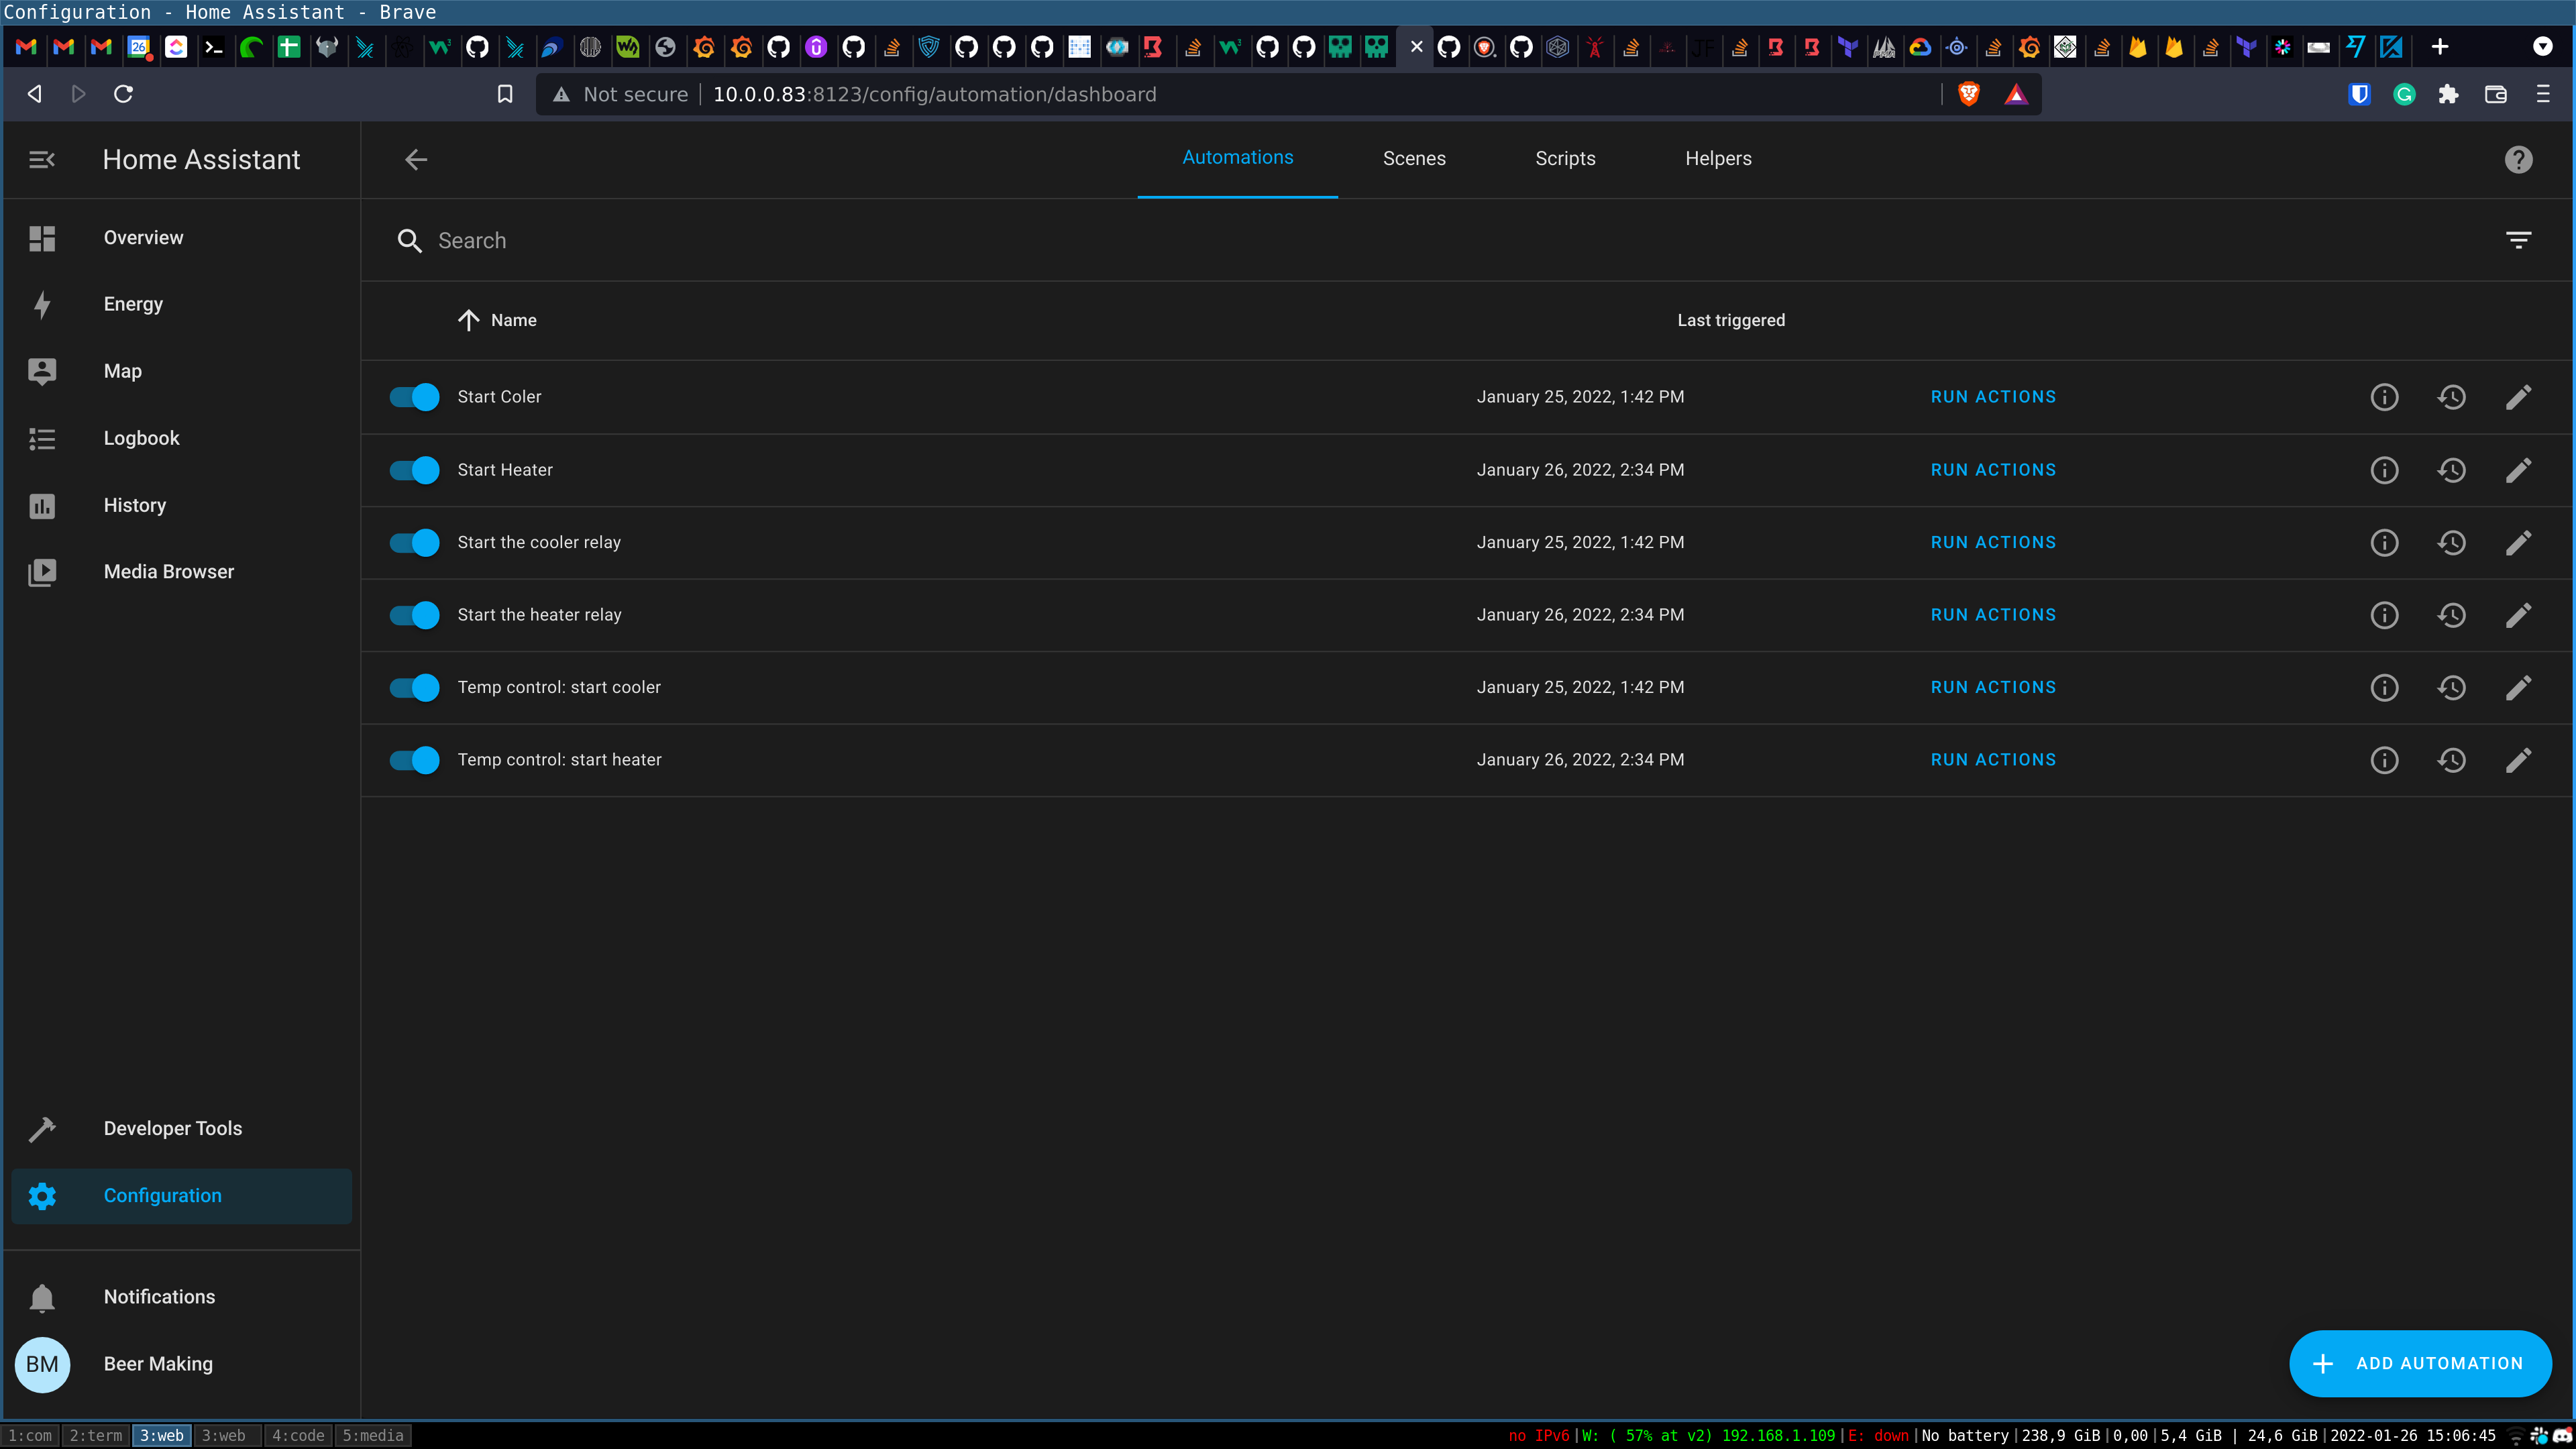 Configuration - Home Assistant - Brave
26
Not secure 10.0.0.83:8123/config/automation/dashboard
Home Assistant
Automations Scenes Scripts Helpers
Overview
Energy
Map
Logbook
History
Media Browser
Search
Name Last triggered
Start Coler January 25, 2022, 1:42 PM RUN ACTIONS
Start Heater January 26, 2022, 2:34 PM RUN ACTIONS
Start the cooler relay January 25, 2022, 1:42 PM RUN ACTIONS
Start the heater relay January 26, 2022, 2:34 PM RUN ACTIONS
Temp control: start cooler January 25, 2022, 1:42 PM RUN ACTIONS
Temp control: start heater January 26, 2022, 2:34 PM RUN ACTIONS
Developer Tools
Configuration
Notifications
BM Beer Making
ADD AUTOMATION
1:com 2:term 3:web 3:web 4:code 5:media
no IPv6|W: ( 57% at v2) 192.168.1.109|E: down|No battery|238,9 GiB|0,00|5,4 GiB | 24,6 GiB|2022-01-26 15:06:45